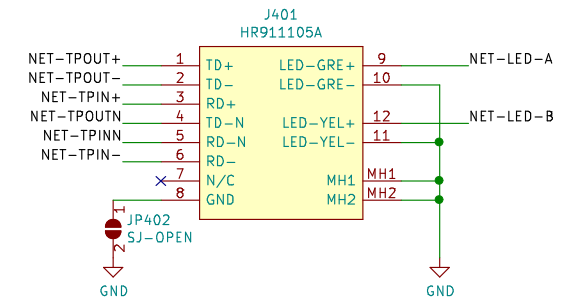 J401
HR911105A
NET-TPOUT+ 1 TD+ LED-GRE+ 9 NET-LED-A
NET-TPOUT- 2 TD- LED-GRE- 10
NET-TPIN+ 3 RD+
NET-TPOUTN 4 TD-N LED-YEL+ 12 NET-LED-B
NET-TPINN 5 RD-N LED-YEL- 11
NET-TPIN- 6 RD-
7 N/C MH1 MH1
8 GND MH2 MH2
1
JP402
SJ-OPEN
2
GND GND